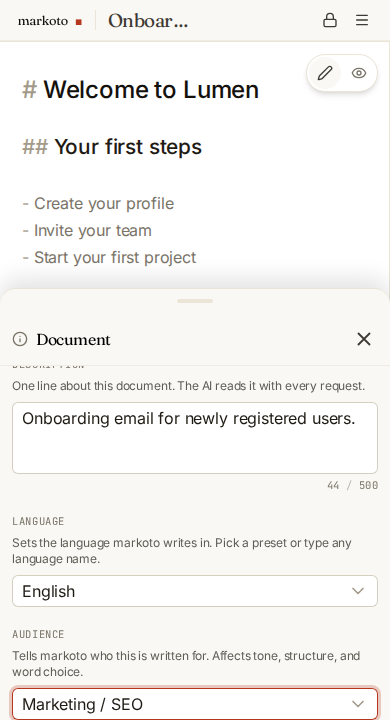 markoto
Onboar...
# Welcome to Lumen
## Your first steps
- Create your profile
- Invite your team
- Start your first project
Document
DESCRIPTION
One line about this document. The AI reads it with every request.
Onboarding email for newly registered users.
44 / 500
LANGUAGE
Sets the language markoto writes in. Pick a preset or type any
language name.
English
AUDIENCE
Tells markoto who this is written for. Affects tone, structure, and
word choice.
Marketing / SEO